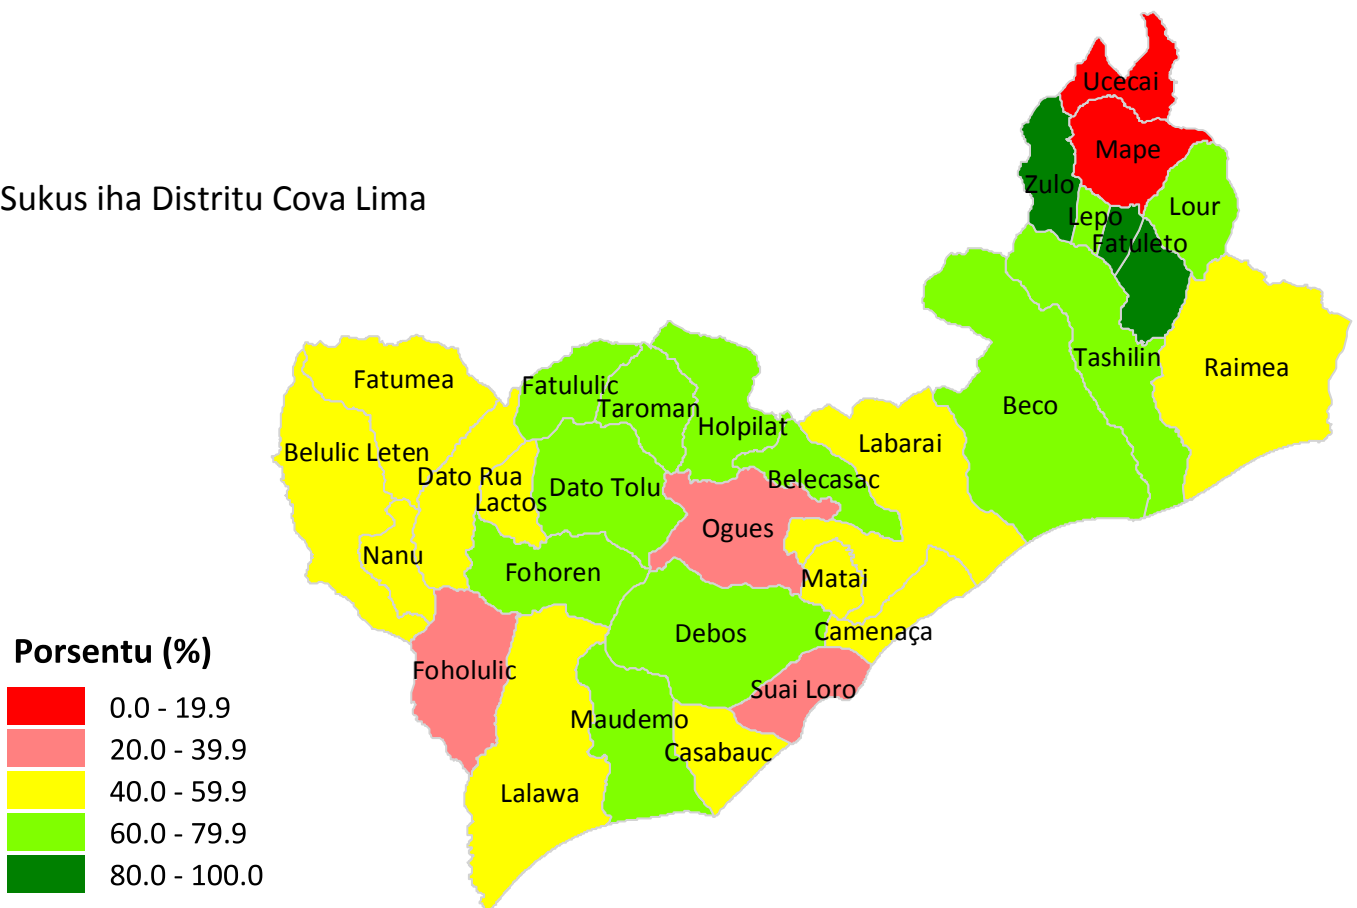 Ucecai
Mape
Zulo
Sukus iha Distritu Cova Lima
Lepo
Lour
Fatuleto
Tashilin
Raimea
Fatumea
Fatululic
Taroman
Beco
Holpilat
Labarai
Belulic Leten
Dato Rua
Belecasac
Dato Tolu
Lactos
Ogues
Nanu
Fohoren
Matai
Debos
Camenaça
Porsentu (%)
Foholulic
Suai Loro
0.0 - 19.9
Maudemo
20.0 - 39.9
Casabauc
40.0 - 59.9
Lalawa
60.0 - 79.9
80.0 - 100.0